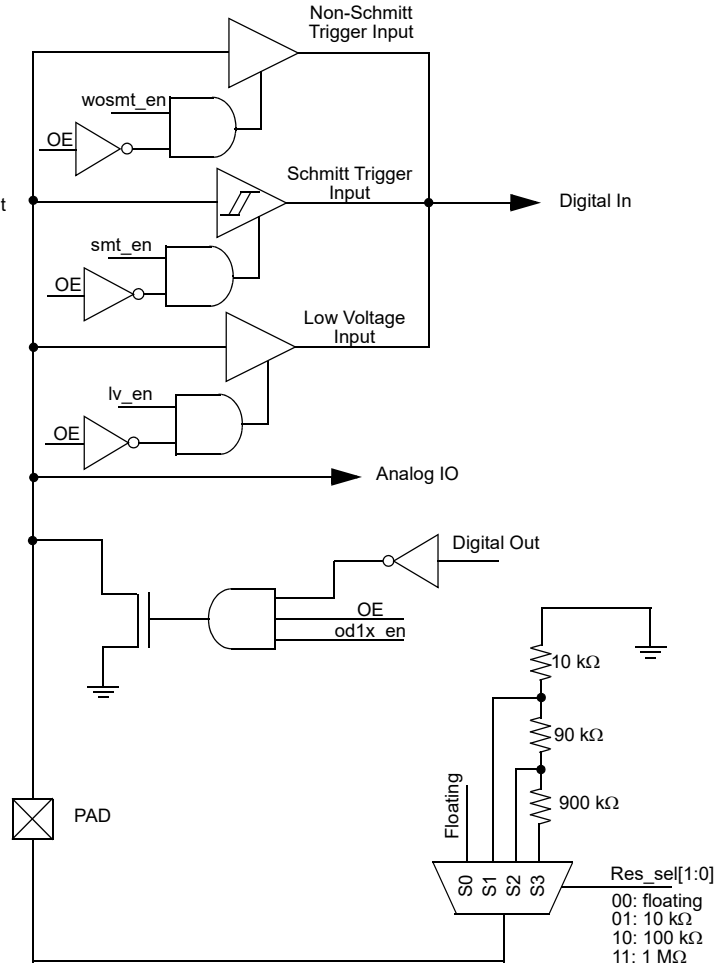 Non-Schmitt
Trigger Input
wosmt_en
OE
Schmitt Trigger
Input
t
Digital In
smt_en
OE
Low Voltage
Input
lv_en
OE
Analog IO
Digital Out
OE
od1x_en
10 kΩ
90 kΩ
900 kΩ
PAD
Floating
S0
S1
S2
S3
Res_sel[1:0]
00: floating
01: 10 kΩ
10: 100 kΩ
11: 1 MΩ